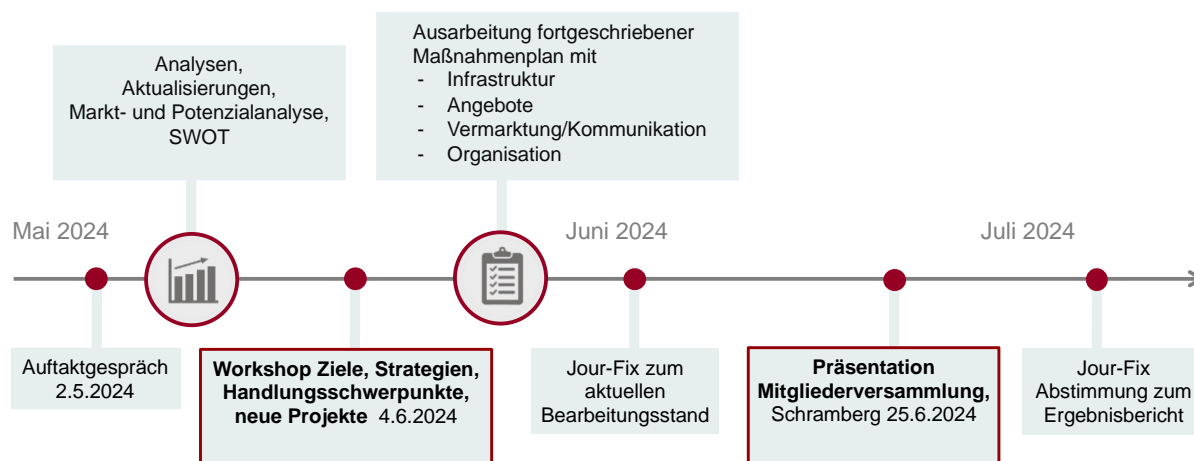 Analysen,
Aktualisierungen,
Markt- und Potenzialanalyse,
SWOT
Ausarbeitung fortgeschriebener
Maßnahmenplan mit
- Infrastruktur
- Angebote
- Vermarktung/Kommunikation
- Organisation
Mai 2024
Juni 2024
Juli 2024
Auftaktgespräch
2.5.2024
Workshop Ziele, Strategien,
Handlungsschwerpunkte,
neue Projekte 4.6.2024
Jour-Fix zum
aktuellen
Bearbeitungsstand
Präsentation
Mitgliederversammlung,
Schramberg 25.6.2024
Jour-Fix
Abstimmung zum
Ergebnisbericht